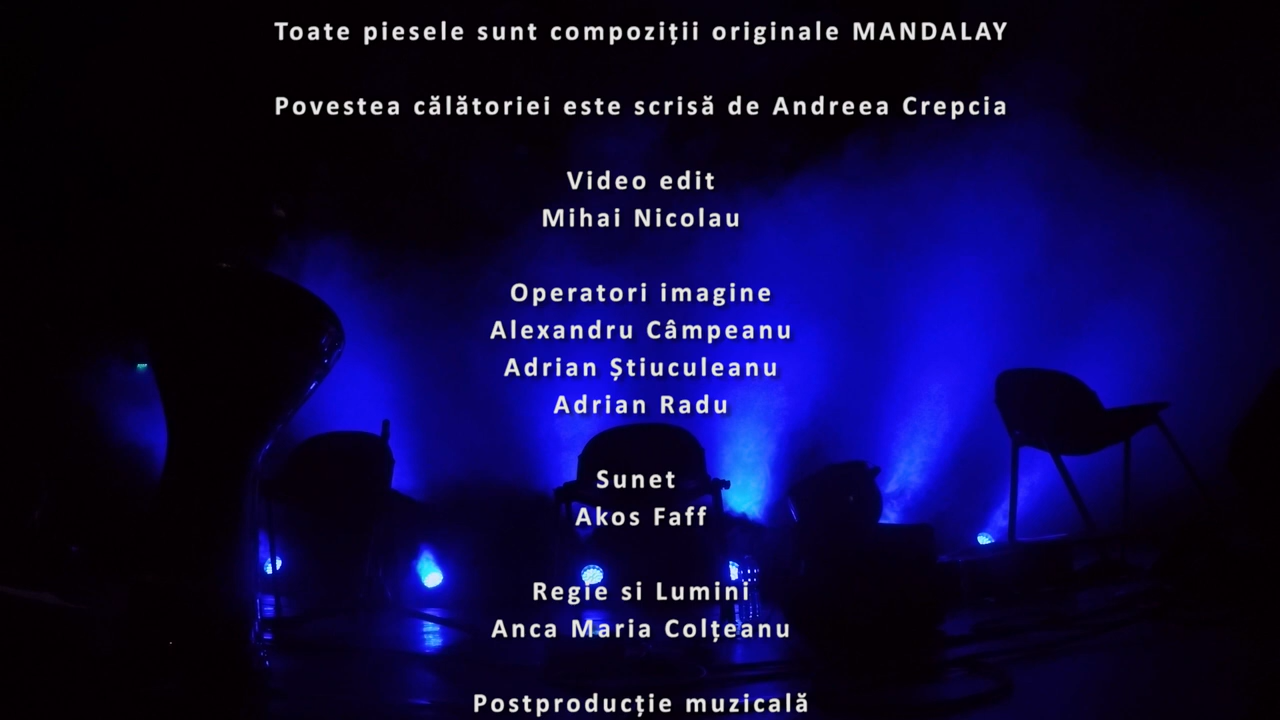 Toate piesele sunt compoziții originale MANDALAY
Povestea călătoriei este scrisă de Andreea Crepcia
Video edit
Mihai Nicolau
Operatori imagine
Alexandru Câmpeanu
Adrian Știuculeanu
Adrian Radu
Sunet
Akos Faff
Regie si Lumini
Anca Maria Colțeanu
Postproducție muzicală